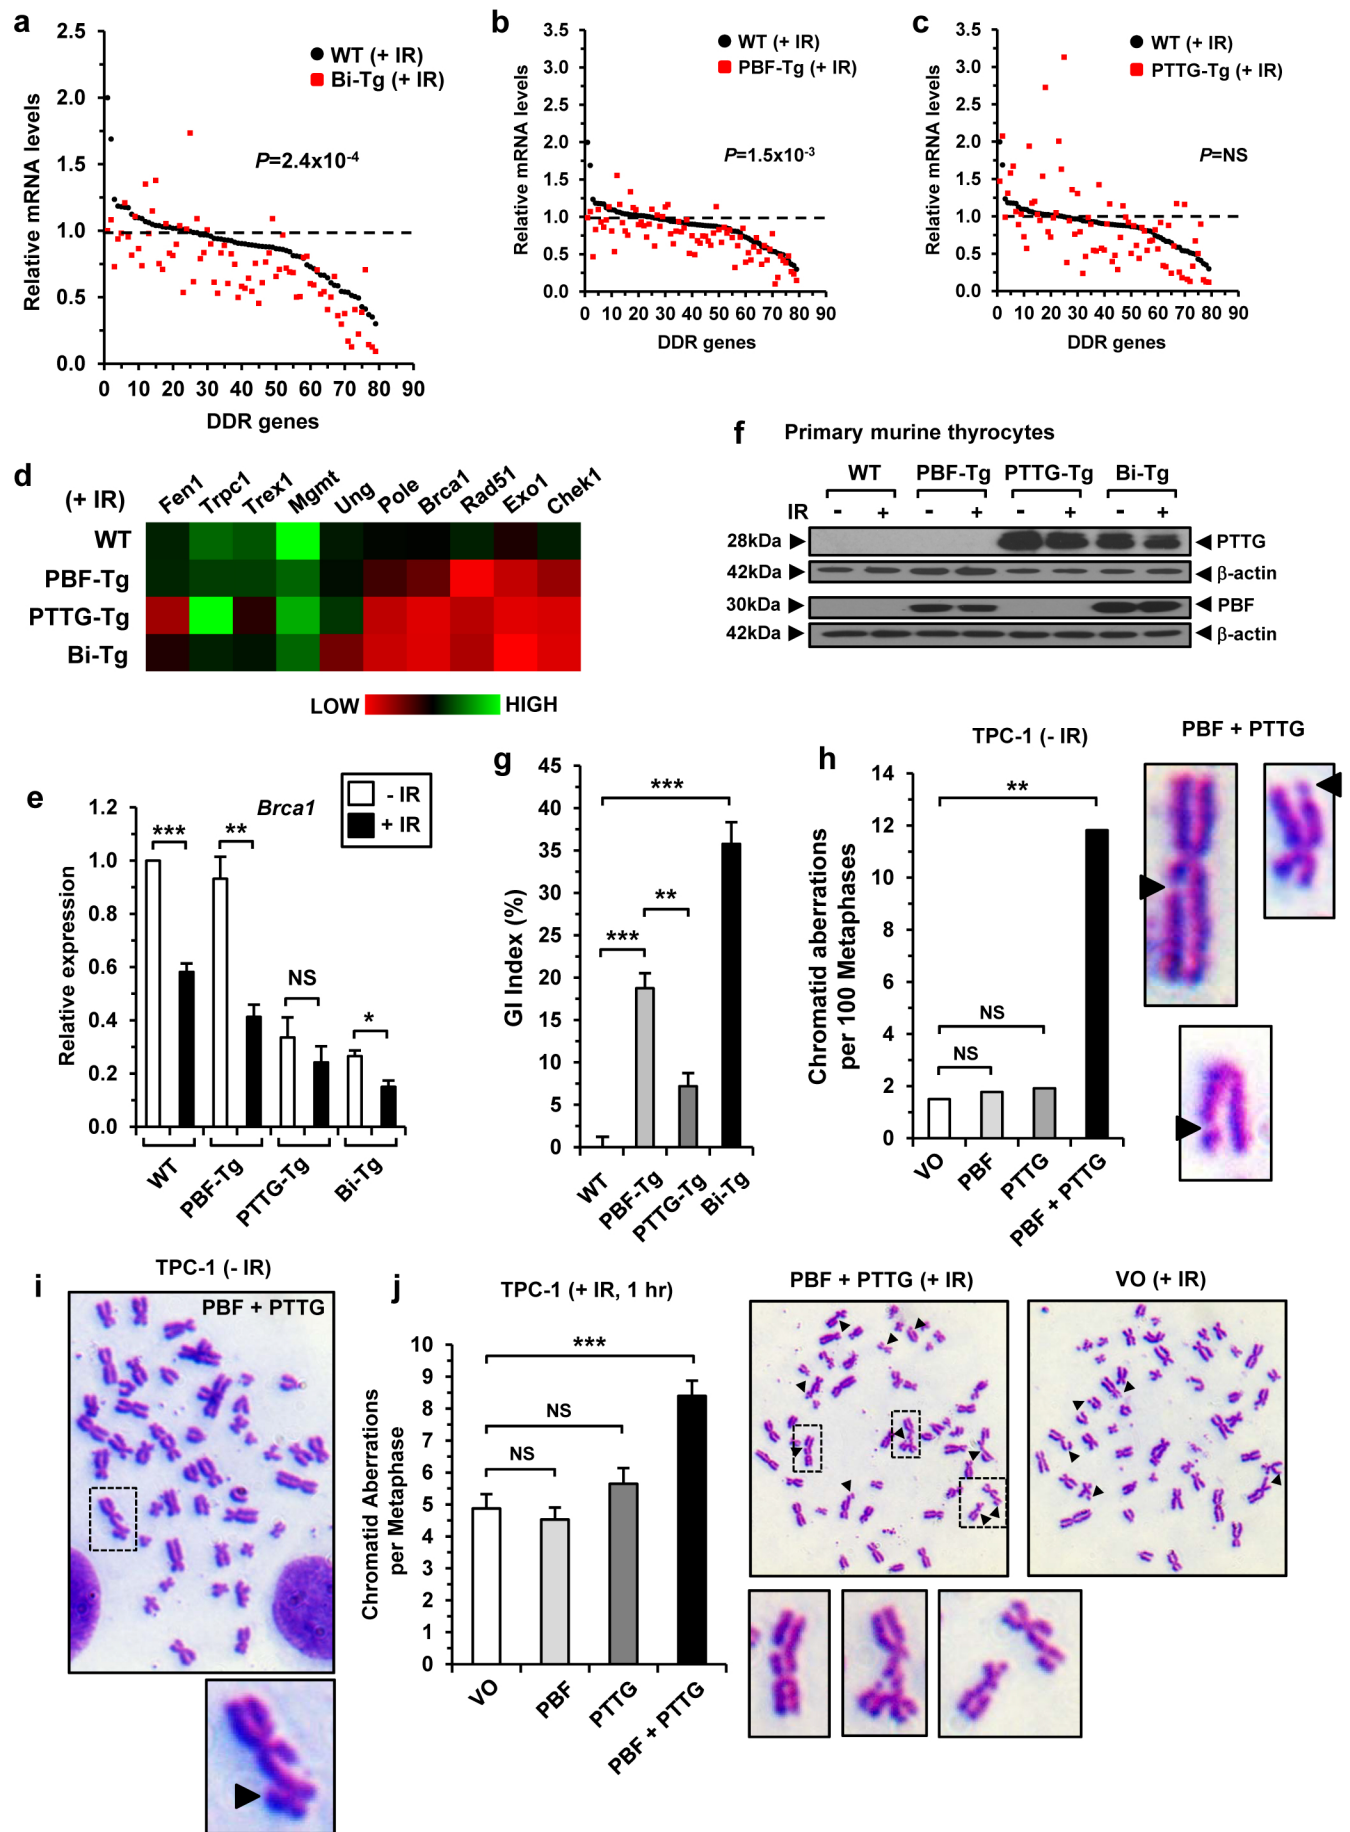 a
2.5
2.0
1.5
1.0
0.5
0.0
Relative mRNA levels
WT (+ IR)
Bi-Tg (+ IR)
P=2.4x10-4
0 10 20 30 40 50 60 70 80 90
DDR genes
b
3.5
3.0
2.5
2.0
1.5
1.0
0.5
0.0
Relative mRNA levels
WT (+ IR)
PBF-Tg (+ IR)
P=1.5x10-3
0 10 20 30 40 50 60 70 80 90
DDR genes
c
3.5
3.0
2.5
2.0
1.5
1.0
0.5
0.0
Relative mRNA levels
WT (+ IR)
PTTG-Tg (+ IR)
P=NS
0 10 20 30 40 50 60 70 80 90
DDR genes
d
(+ IR)
Fen1 Trpc1 Trex1 Mgmt Ung Pole Brca1 Rad51 Exo1 Chek1
WT
PBF-Tg
PTTG-Tg
Bi-Tg
LOW HIGH
f Primary murine thyrocytes
WT PBF-Tg PTTG-Tg Bi-Tg
IR - + - + - + - +
28kDa PTTG
42kDa β-actin
30kDa PBF
42kDa β-actin
e
Brca1
- IR
+ IR
1.2
1.0
0.8
0.6
0.4
0.2
0.0
Relative expression
*** ** NS *
WT PBF-Tg PTTG-Tg Bi-Tg
g
45
40
35
30
25
20
15
10
5
0
GI Index (%)
***
**
***
WT PBF-Tg PTTG-Tg Bi-Tg
h
TPC-1 (- IR)
14
12
10
8
6
4
2
0
Chromatid aberrations
per 100 Metaphases
**
NS
NS
VO PBF PTTG PBF + PTTG
PBF + PTTG
i
TPC-1 (- IR)
PBF + PTTG
j
TPC-1 (+ IR, 1 hr)
10
9
8
7
6
5
4
3
2
1
0
Chromatid Aberrations
per Metaphase
***
NS
NS
VO PBF PTTG PBF + PTTG
PBF + PTTG (+ IR)
VO (+ IR)